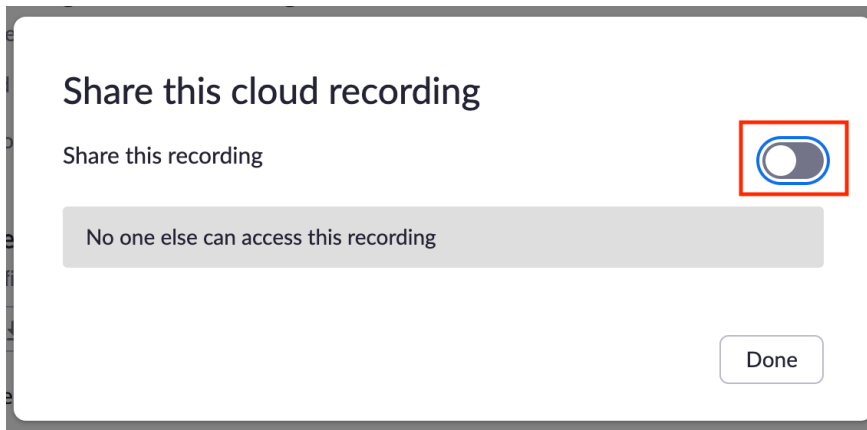 Share this cloud recording
Share this recording
No one else can access this recording
Done